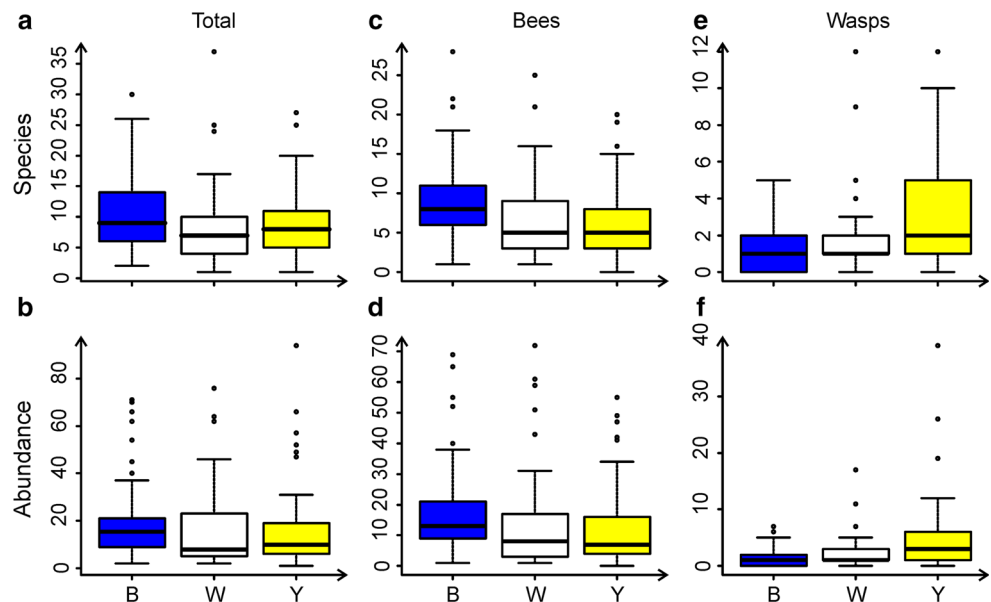 a Total c Bees e Wasps
Species
0 5 10 15 20 25 30 35
0 5 10 15 20 25
0 2 4 6 8 10 12
b d f
Abundance
0 20 40 60 80
0 10 20 30 40 50 60 70
0 10 20 30 40
B W Y B W Y B W Y